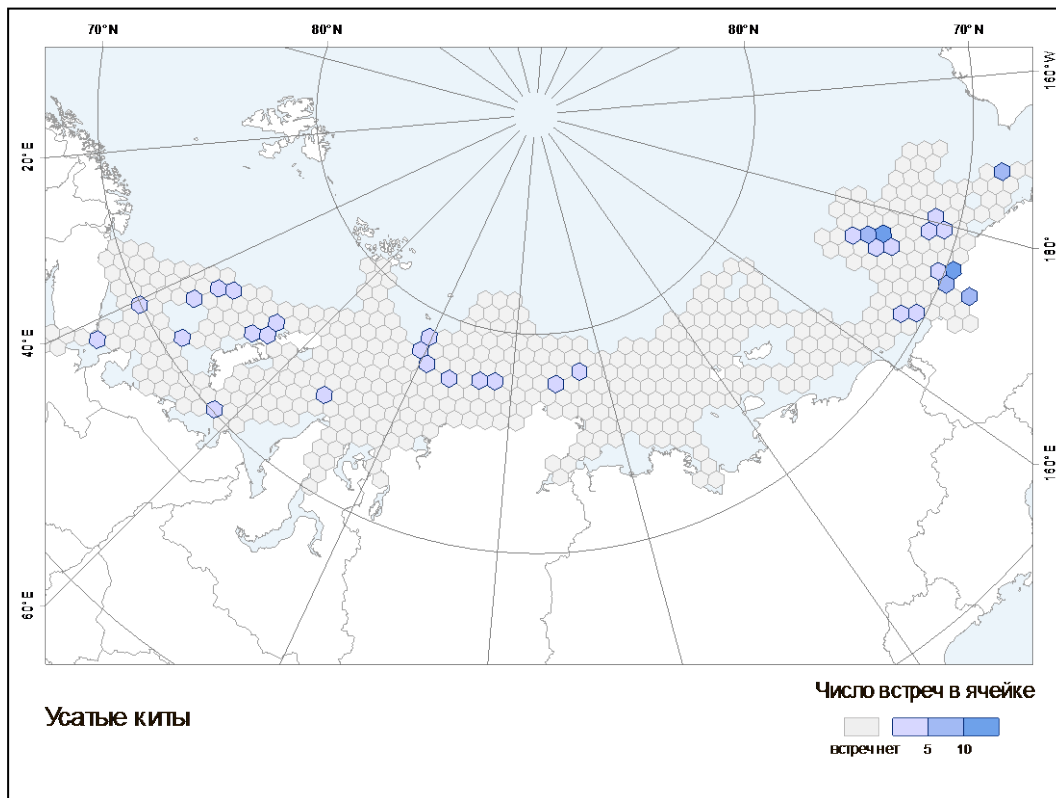 70°N 80°N 80°N 70°N
160°W
20°E
180°
40°E
160°E
60°E
Число встреч в ячейке
Усатые киты
встреч нет 5 10